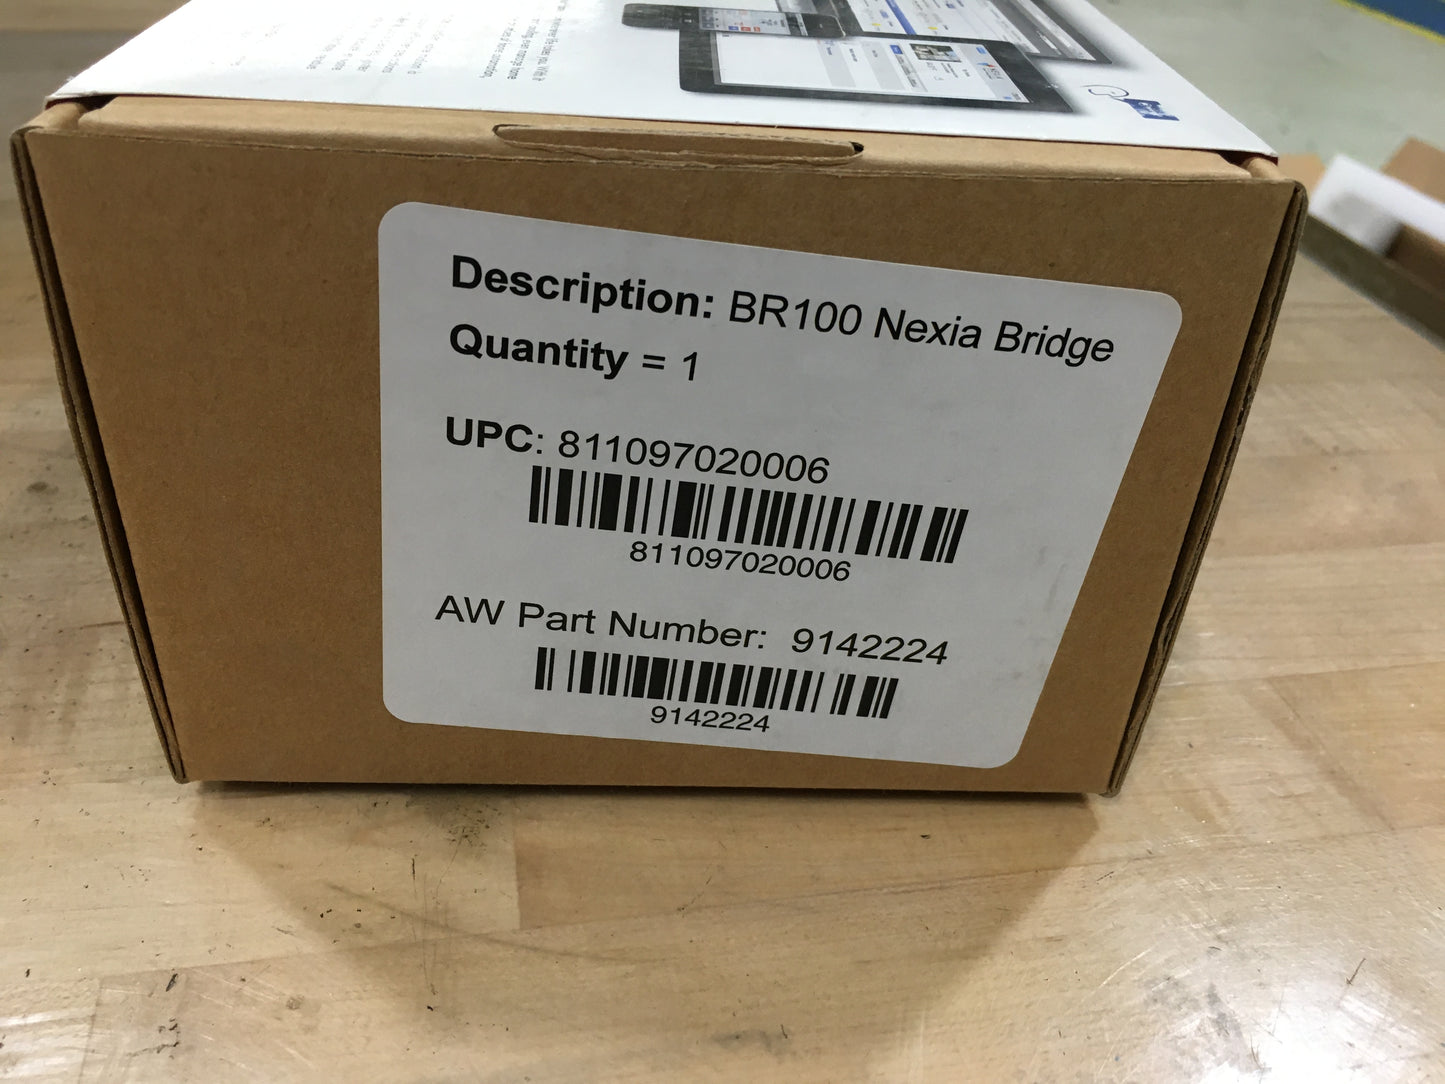 Description: BR100 Nexia Bridge
Quantity = 1
UPC: 811097020006
811097020006
AW Part Number: 9142224
9142224